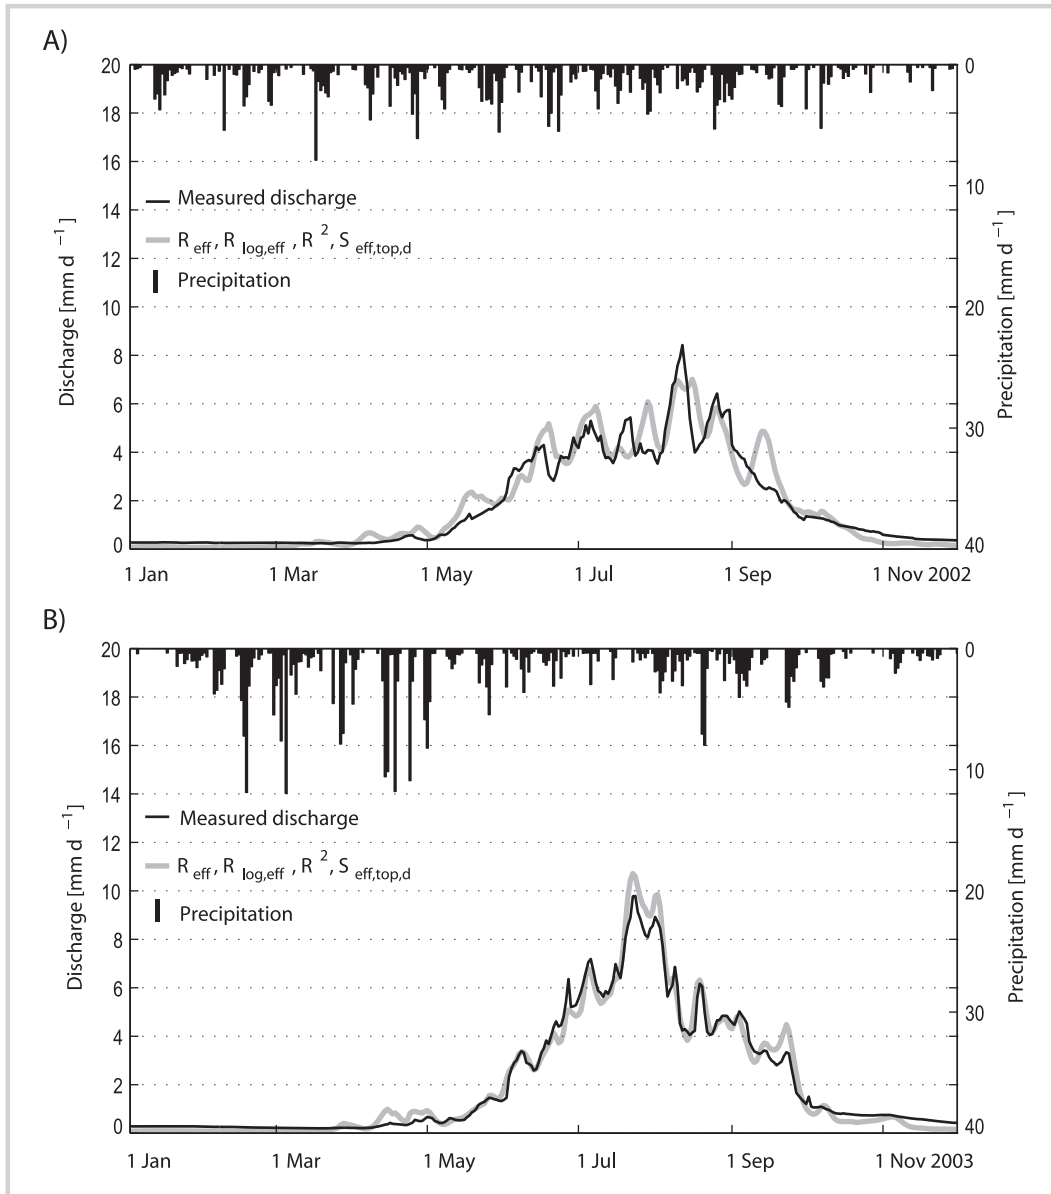 A)
20 18 16 14 12 10 8 6 4 2 0
Discharge [mm d −1]
0 10 20 30 40
Precipitation [mm d −1]
Measured discharge
R eff, R log,eff, R 2, S eff,top,d
Precipitation
1 Jan 1 Mar 1 May 1 Jul 1 Sep 1 Nov 2002
B)
20 18 16 14 12 10 8 6 4 2 0
Discharge [mm d −1]
0 10 20 30 40
Precipitation [mm d −1]
Measured discharge
R eff, R log,eff, R 2, S eff,top,d
Precipitation
1 Jan 1 Mar 1 May 1 Jul 1 Sep 1 Nov 2003